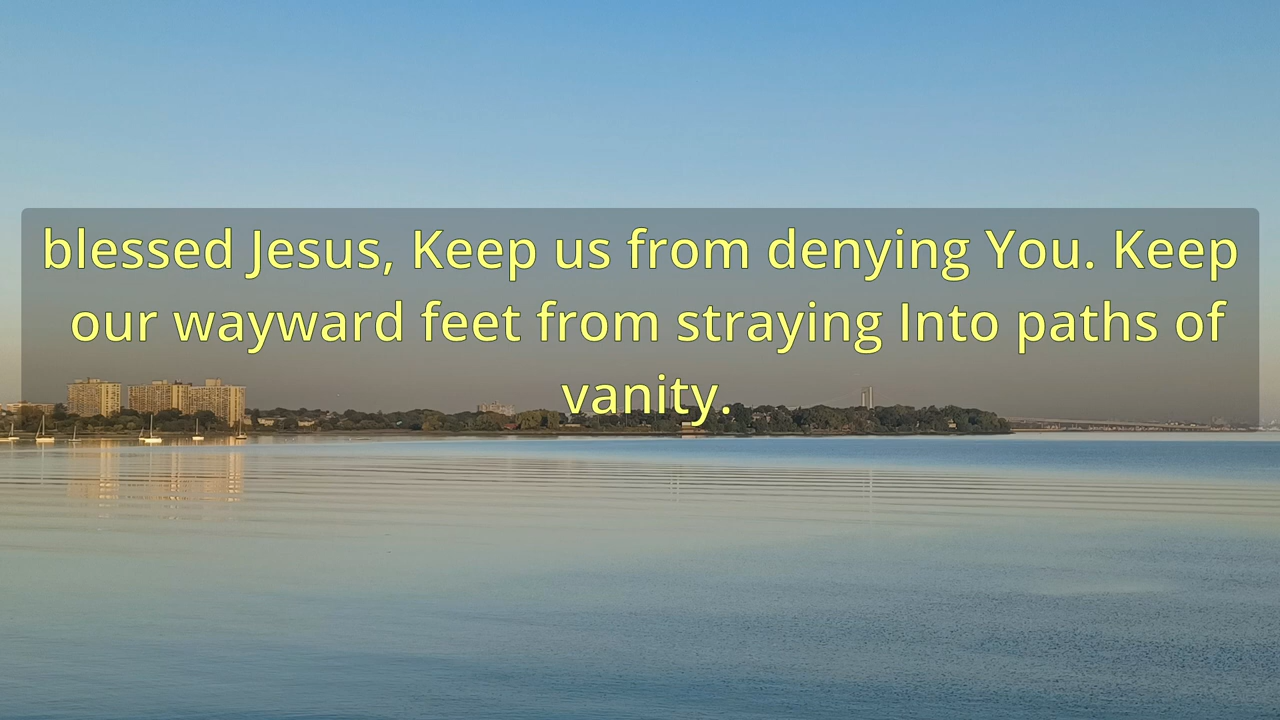 blessed Jesus, Keep us from denying You. Keep
our wayward feet from straying Into paths of
vanity.